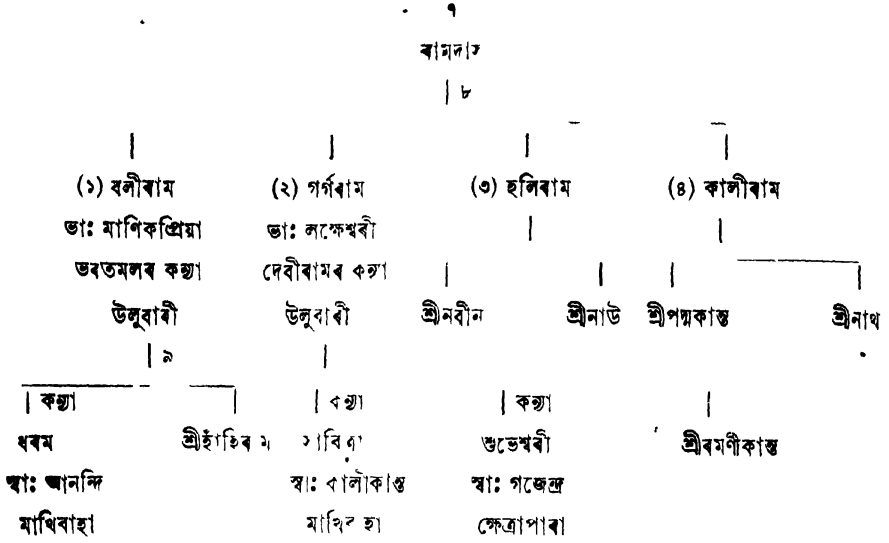 ৭
ৰামদাস
৮
(১) বলীৰাম (২) গৰ্গৰাম (৩) হলিৰাম (৪) কালীৰাম
ভাঃ মাণিকপ্ৰিয়া ভাঃ লক্ষেশ্বৰী
ভৰতমলৰ কন্যা দেবীৰামৰ কন্যা
উলুবাৰী উলুবাৰী শ্ৰীনবীন শ্ৰীনাউ শ্ৰীপদ্মকান্ত শ্ৰীনাথ
৯
কন্যা কন্যা কন্যা
ধৰম শুভেশ্বৰী শ্ৰীৰমণীকান্ত
স্বাঃ আনন্দি স্বাঃ কালীকান্ত স্বাঃ গজেন্দ্ৰ
মাথিবাহা ক্ষেত্ৰাপাৰা